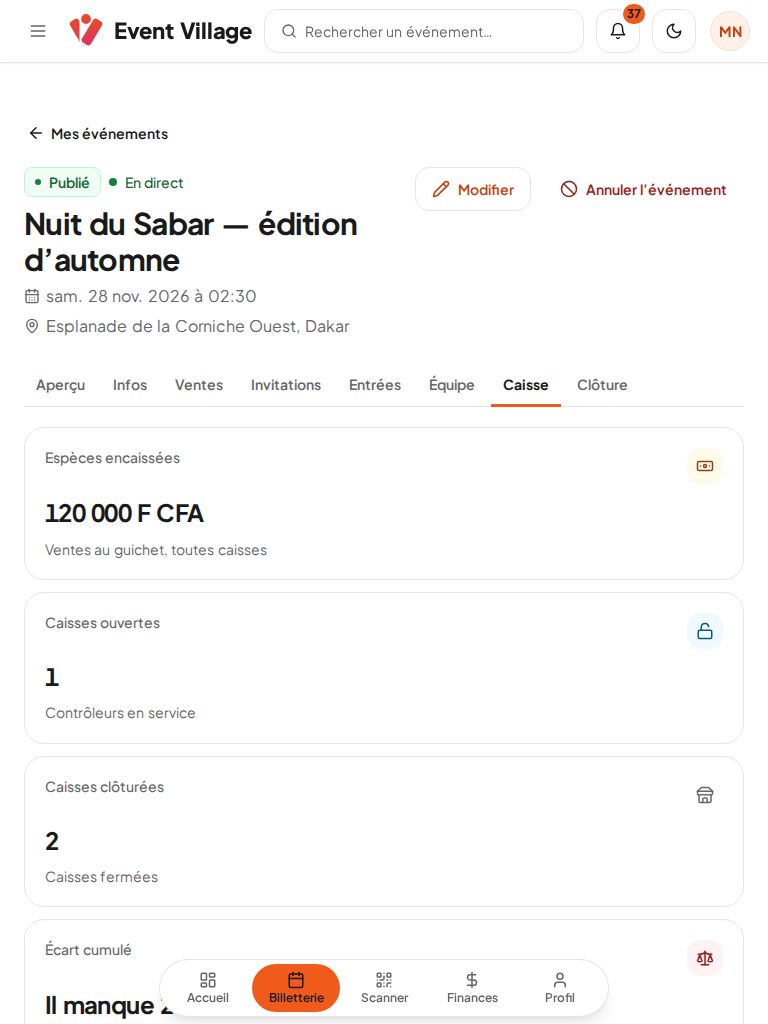 Event Village
Rechercher un événement…
37
MN
Mes événements
Publié
En direct
Modifier
Annuler l’événement
Nuit du Sabar — édition
d’automne
sam. 28 nov. 2026 à 02:30
Esplanade de la Corniche Ouest, Dakar
Aperçu
Infos
Ventes
Invitations
Entrées
Équipe
Caisse
Clôture
Espèces encaissées
120 000 F CFA
Ventes au guichet, toutes caisses
Caisses ouvertes
1
Contrôleurs en service
Caisses clôturées
2
Caisses fermées
Écart cumulé
Il manque
Accueil
Billetterie
Scanner
Finances
Profil